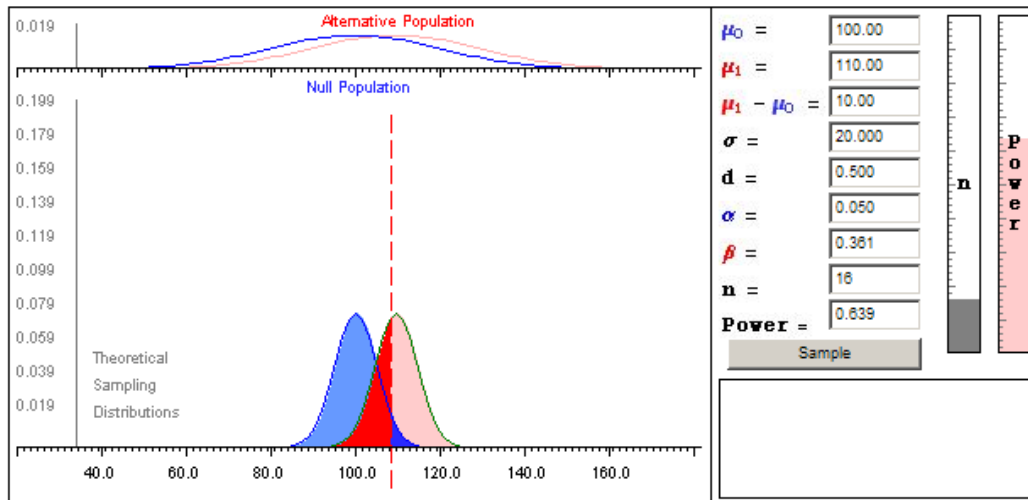 0.019
Alternative Population
Null Population
0.199
0.179
0.159
0.139
0.119
0.099
0.079
0.059
0.039
0.019
Theoretical
Sampling
Distributions
40.0 60.0 80.0 100.0 120.0 140.0 160.0
μ0 = 100.00
μ1 = 110.00
μ1 - μ0 = 10.00
σ = 20.000
d = 0.500
α = 0.050
β = 0.361
n = 16
Power = 0.639
Sample
n
Power